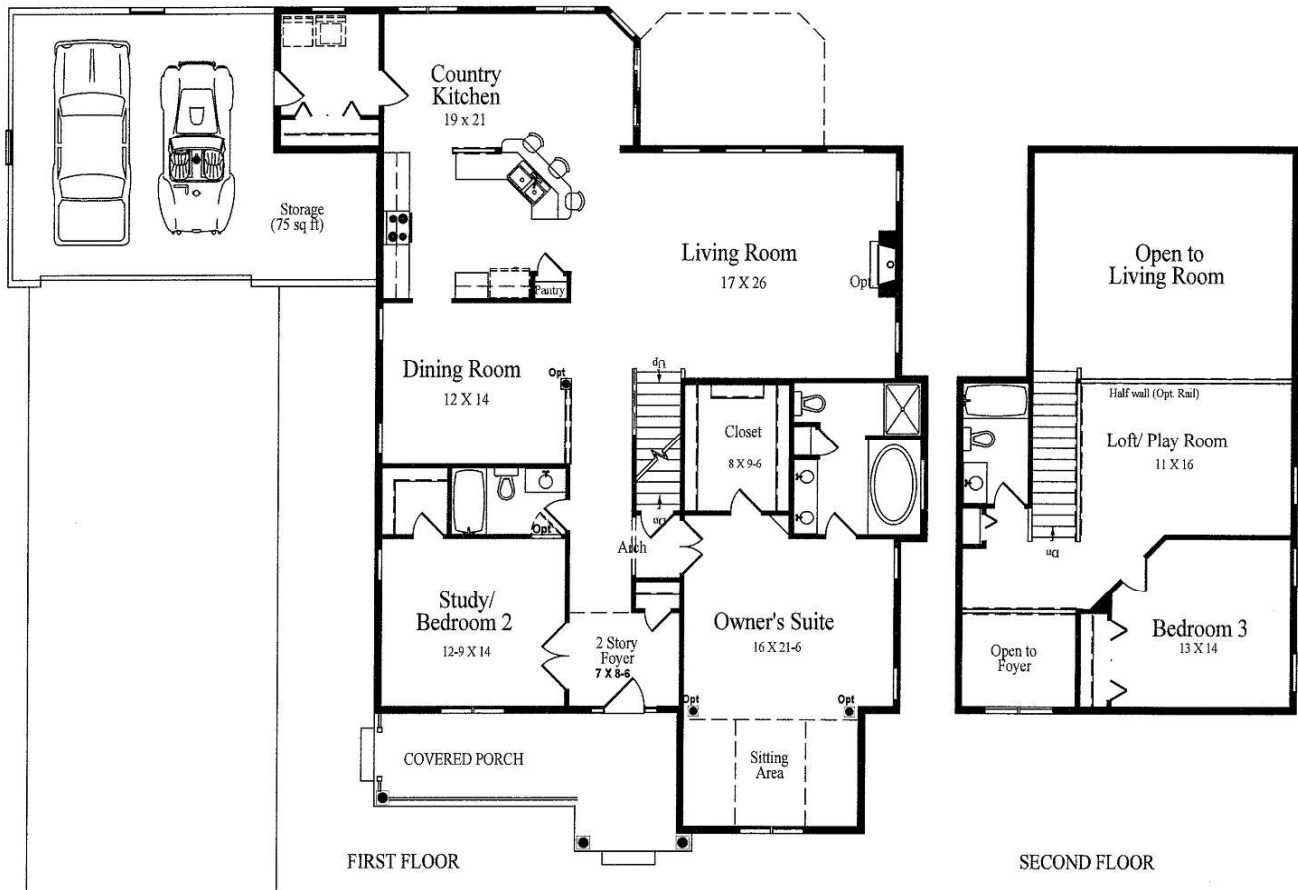 Country
Kitchen
19 x 21
Storage
(75 sq ft)
Living Room
17 X 26
Opt.
Pantry
Dining Room
12 X 14
Opt
Up
Closet
8 X 9-6
Dn
Opt
Arch
Study/
Bedroom 2
12-9 X 14
2 Story
Foyer
7 X 8-6
Owner's Suite
16 X 21-6
Opt
Opt
COVERED PORCH
Sitting
Area
FIRST FLOOR
Open to
Living Room
Half wall (Opt. Rail)
Loft/ Play Room
11 X 16
Dn
Bedroom 3
13 X 14
Open to
Foyer
SECOND FLOOR